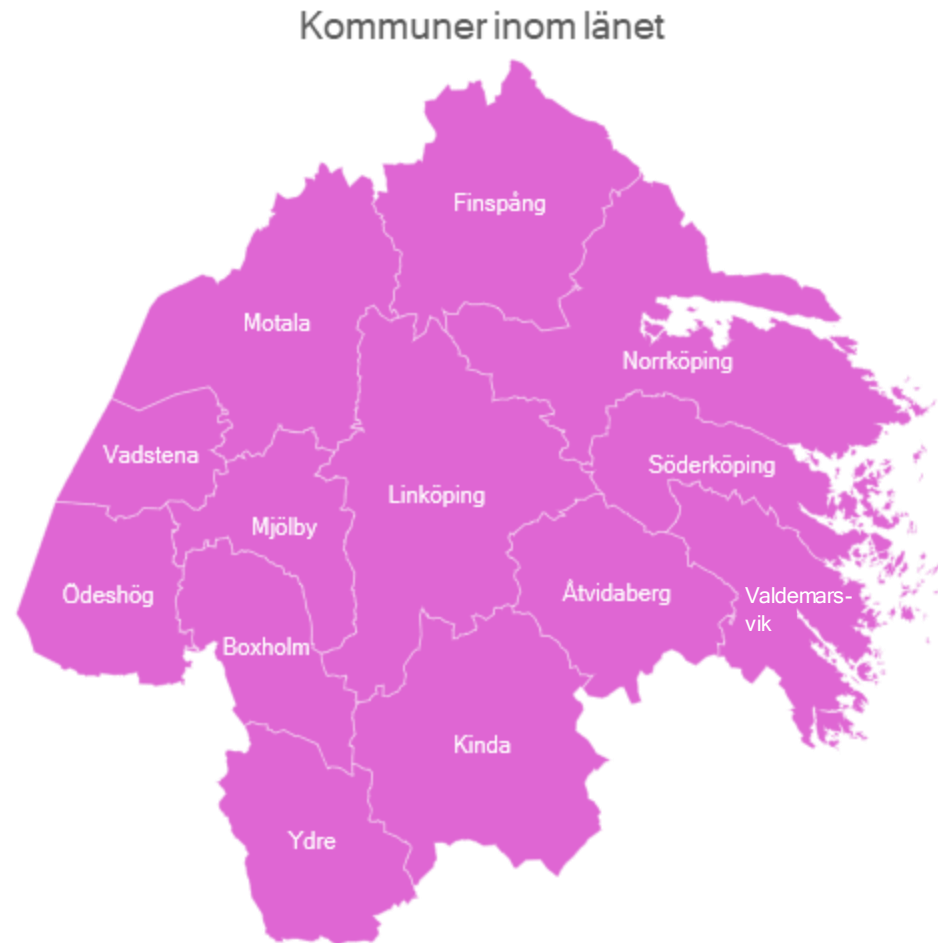 Kommuner inom länet
Finspång
Motala
Norrköping
Vadstena
Söderköping
Linköping
Mjölby
Ödeshög
Åtvidaberg
Valdemars-
vik
Boxholm
Kinda
Ydre